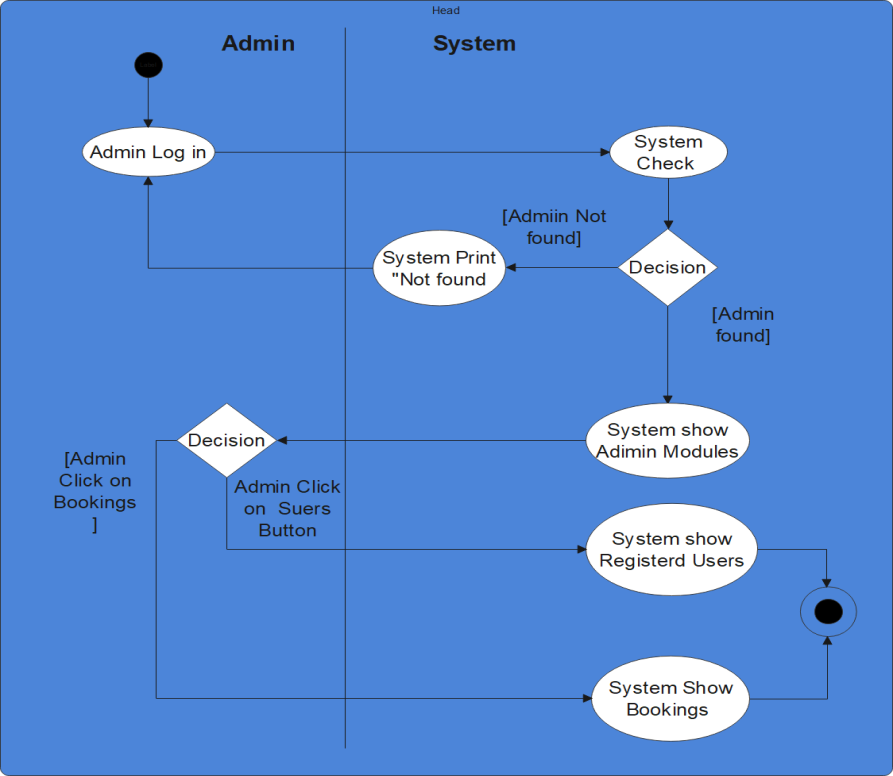 Head
Admin
System
Admin Log in
System
Check
[Admiin Not
found]
System Print
"Not found
Decision
[Admin
found]
System show
Adimin Modules
Decision
[Admin
Click on
Bookings
]
Admin Click
on  Suers
Button
System show
Registerd Users
System Show
Bookings